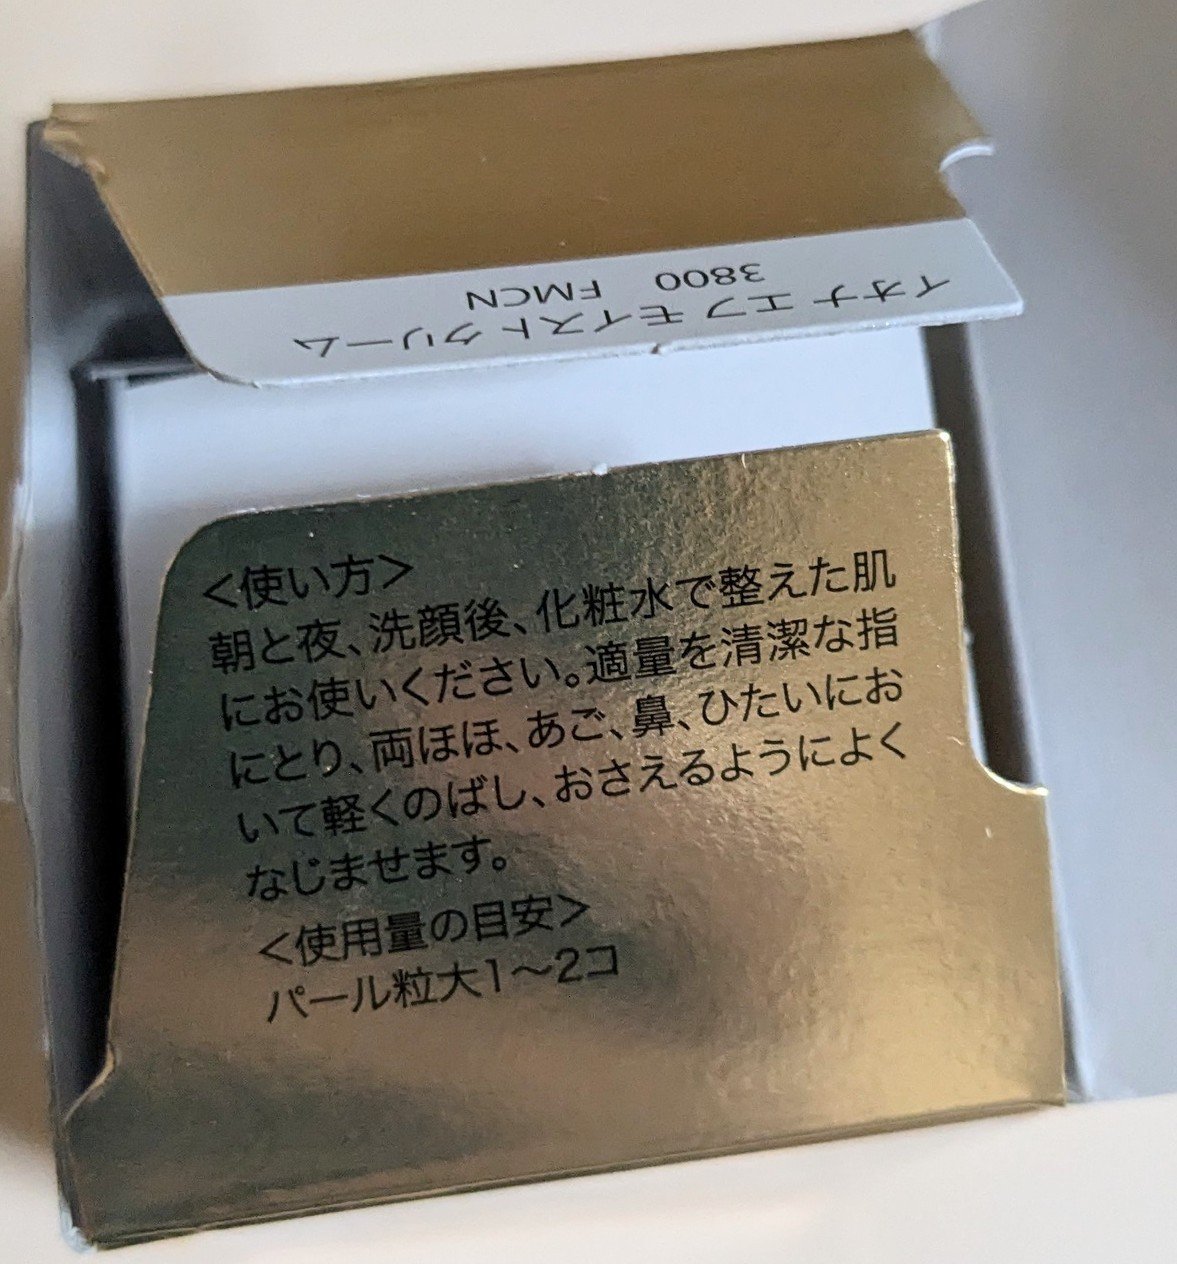 イオナ エフ モイストクリーム
3800 FMCN
＜使い方＞
朝と夜、洗顔後、化粧水で整えた肌
にお使いください。適量を清潔な指
にとり、両ほほ、あご、鼻、ひたいにお
いて軽くのばし、おさえるようによく
なじませます。
＜使用量の目安＞
パール粒大1～2コ